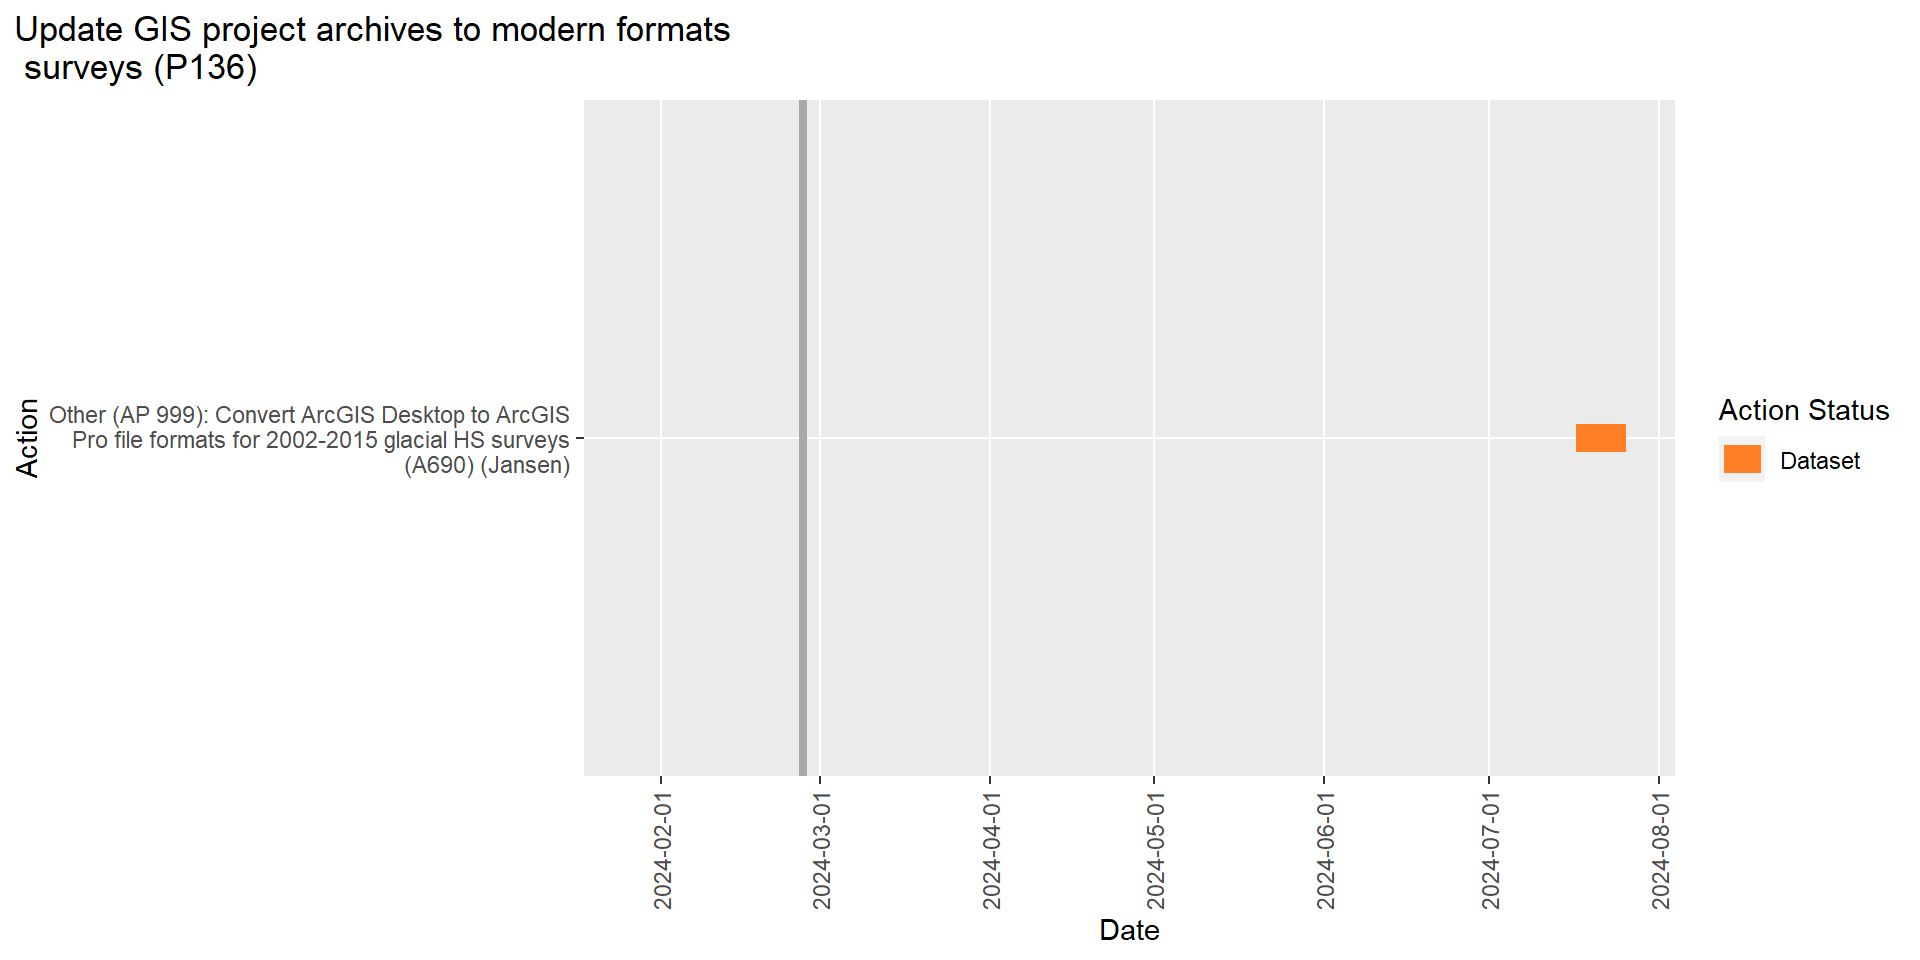 Update GIS project archives to modern formats
surveys (P136)
Action
Other (AP 999): Convert ArcGIS Desktop to ArcGIS
Pro file formats for 2002-2015 glacial HS surveys
(A690) (Jansen)
Action Status
Dataset
2024-02-01
2024-03-01
2024-04-01
2024-05-01
2024-06-01
2024-07-01
2024-08-01
Date